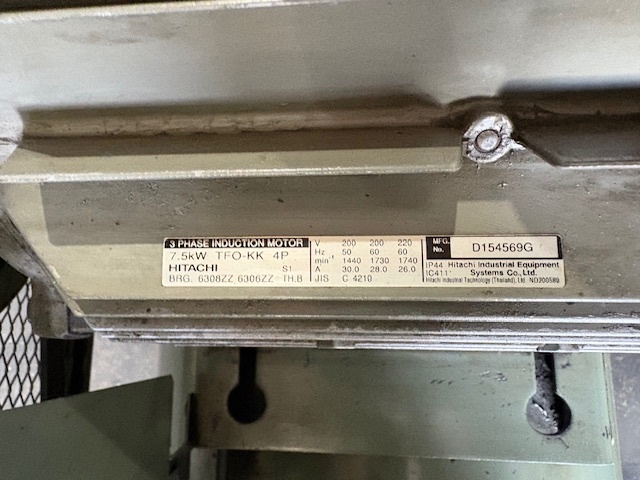 3 PHASE INDUCTION MOTOR
7.5kW TFO-KK 4P
HITACHI S1
BRG. 6308ZZ 6306ZZ TH.B
V 200 200 220
Hz 50 60 60
min⁻¹ 1440 1730 1740
A 30.0 28.0 26.0
JIS C 4210
MFG. No. D154569G
IP44 Hitachi Industrial Equipment
IC411 Systems Co., Ltd.
Hitachi Industrial Technology (Thailand), Ltd. ND200589